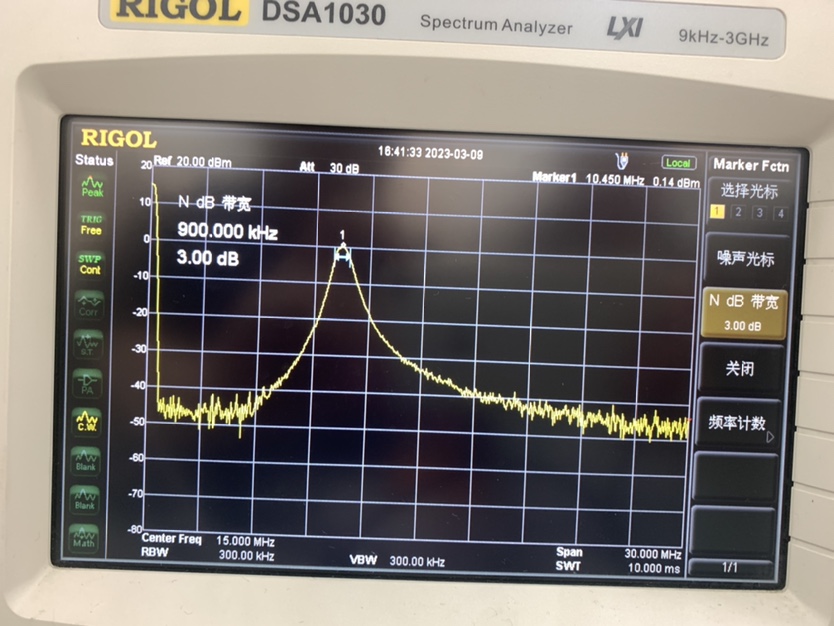 RIGOL DSA1030 Spectrum Analyzer LXI 9kHz-3GHz
RIGOL 16:41:33 2023-03-09 Local
Status
Ref 20.00 dBm Att 30 dB Marker1 10.450 MHz 0.14 dBm
Marker Fctn
选择光标
1 2 3 4
噪声光标
N dB 带宽
3.00 dB
关闭
频率计数
1/1
Peak
TRIG
Free
SWP
Cont
Corr
S.T.
PA
C.W.
Blank
Blank
Math
20
10
0
-10
-20
-30
-40
-50
-60
-70
-80
N dB 带宽
900.000 kHz
3.00 dB
1
Center Freq 15.000 MHz Span 30.000 MHz
RBW 300.00 kHz VBW 300.00 kHz SWT 10.000 ms